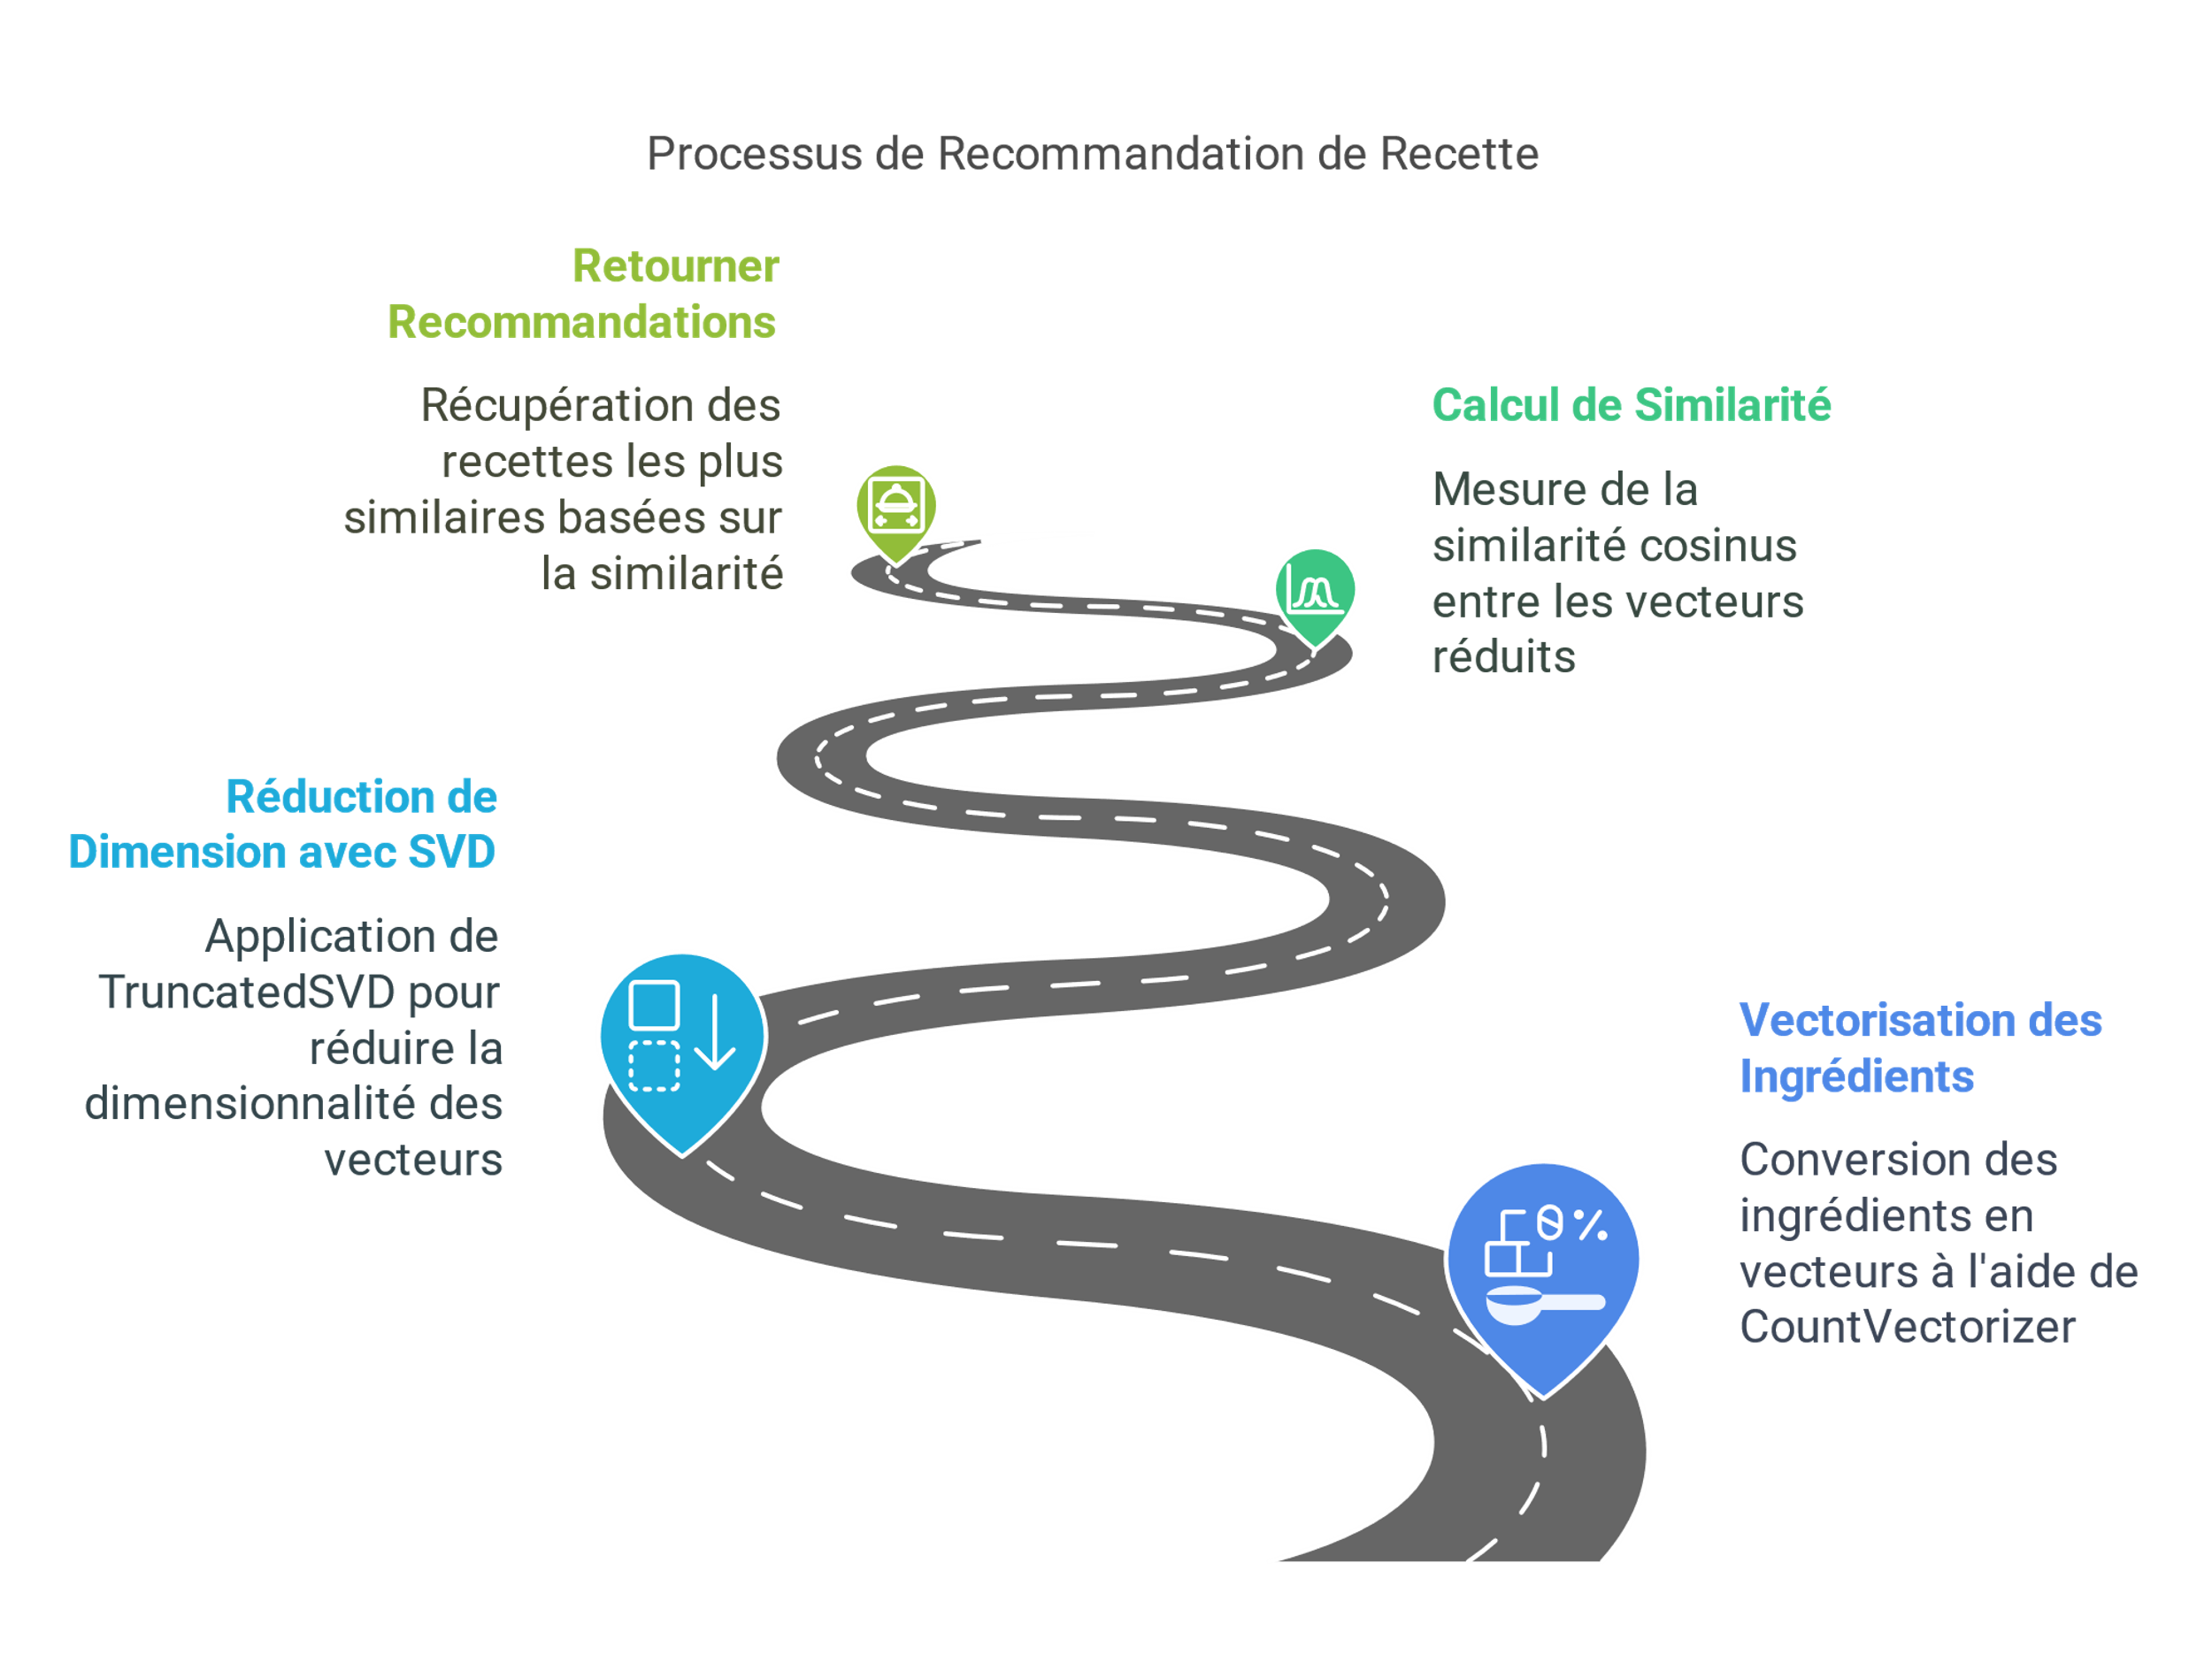 Processus de Recommandation de Recette
Retourner
Recommandations
Récupération des
recettes les plus
similaires basées sur
la similarité
Calcul de Similarité
Mesure de la
similarité cosinus
entre les vecteurs
réduits
Réduction de
Dimension avec SVD
Application de
TruncatedSVD pour
réduire la
dimensionnalité des
vecteurs
Vectorisation des
Ingrédients
Conversion des
ingrédients en
vecteurs à l'aide de
CountVectorizer
0%